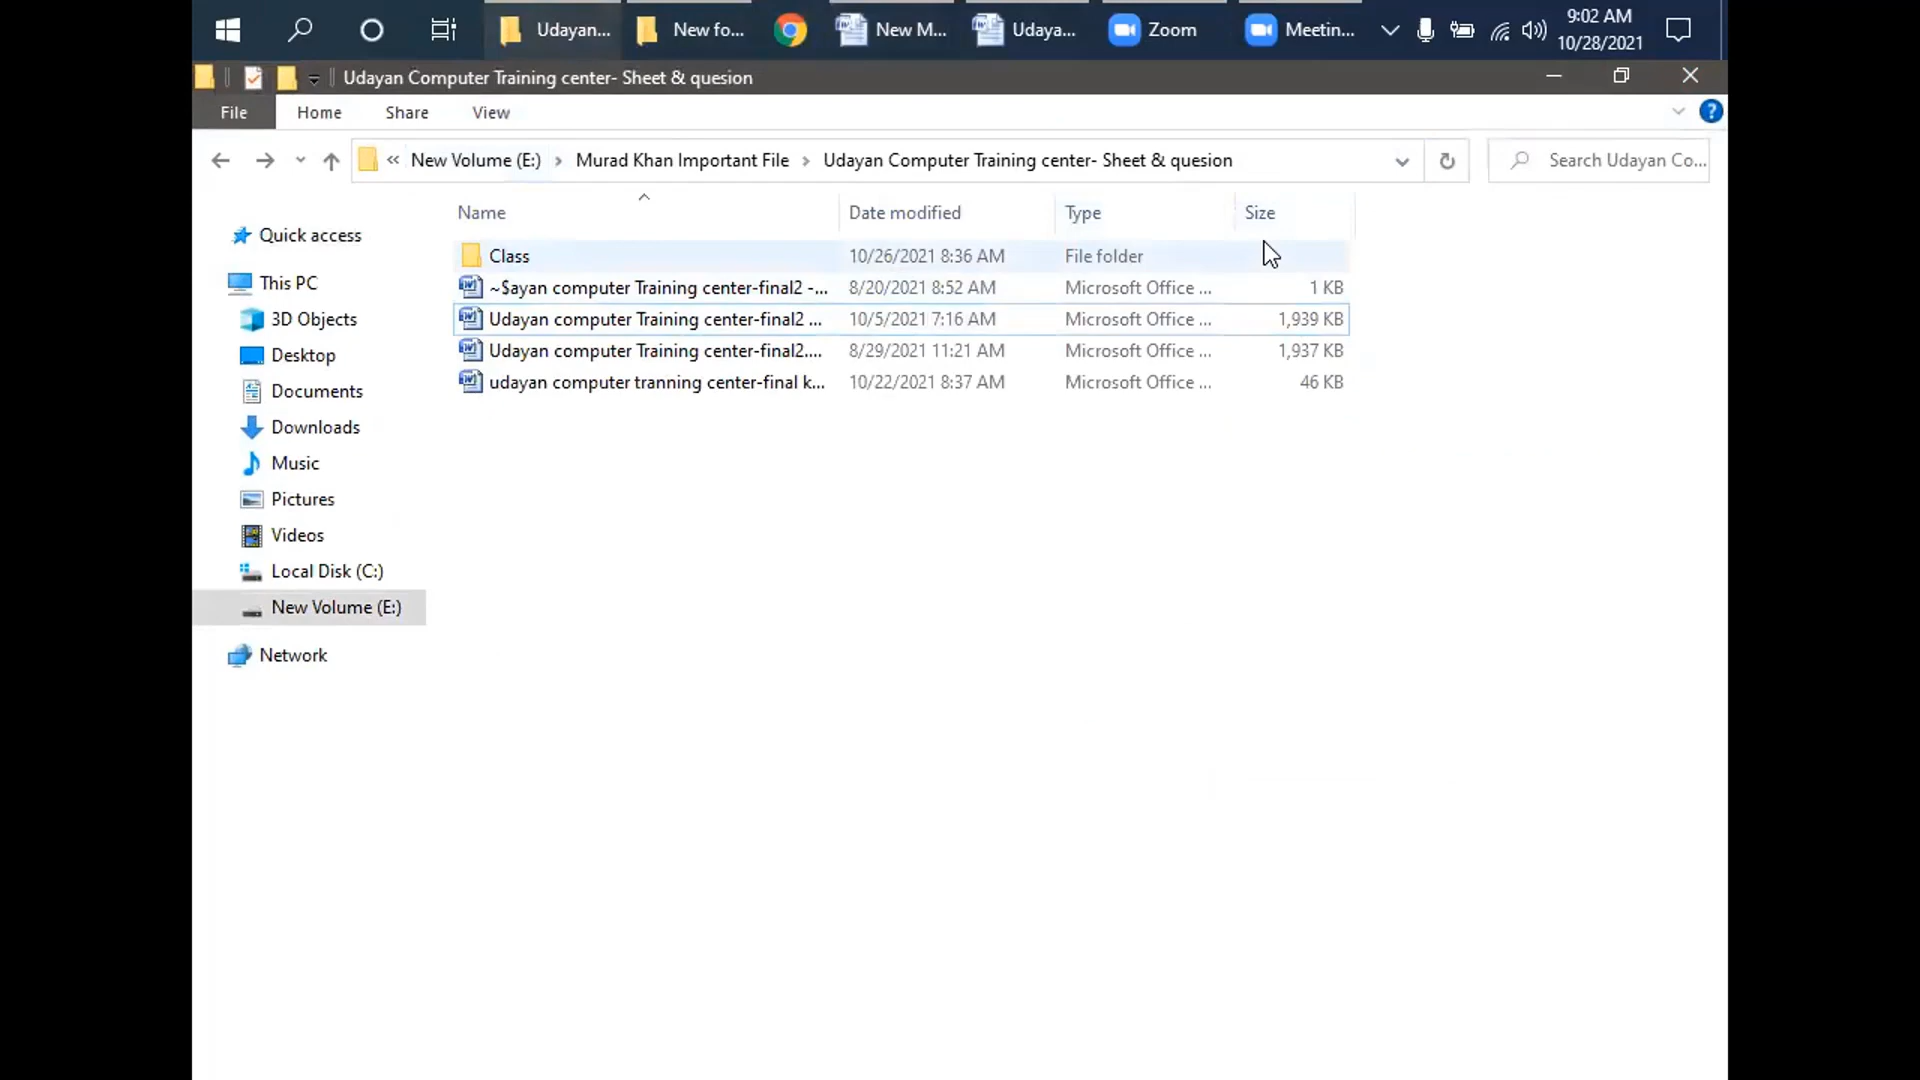 Udayan... New fo... New M... Udaya... Zoom Meetin... 9:02 AM
10/28/2021
Udayan Computer Training center- Sheet & quesion
File Home Share View
« New Volume (E:) › Murad Khan Important File › Udayan Computer Training center- Sheet & quesion Search Udayan Co...
Name Date modified Type Size
Quick access
This PC
3D Objects
Desktop
Documents
Downloads
Music
Pictures
Videos
Local Disk (C:)
New Volume (E:)
Network
Class 10/26/2021 8:36 AM File folder
~$ayan computer Training center-final2 -... 8/20/2021 8:52 AM Microsoft Office ... 1 KB
Udayan computer Training center-final2 ... 10/5/2021 7:16 AM Microsoft Office ... 1,939 KB
Udayan computer Training center-final2.... 8/29/2021 11:21 AM Microsoft Office ... 1,937 KB
udayan computer tranning center-final k... 10/22/2021 8:37 AM Microsoft Office ... 46 KB